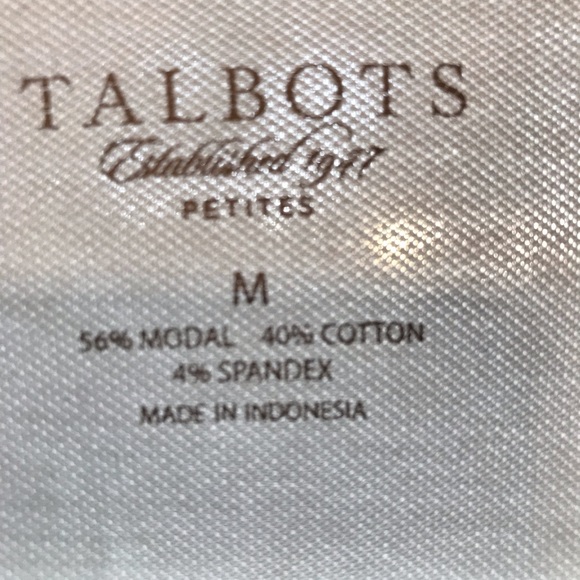 TALBOTS
Established 1947
PETITES
M
56% MODAL 40% COTTON
4% SPANDEX
MADE IN INDONESIA